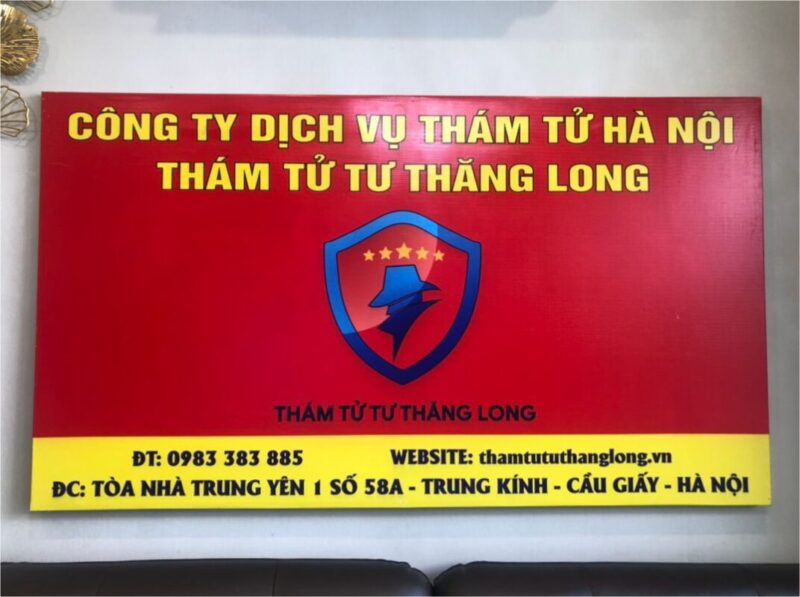 CÔNG TY DỊCH VỤ THÁM TỬ HÀ NỘI
THÁM TỬ TƯ THĂNG LONG
THÁM TỬ TƯ THĂNG LONG
ĐT: 0983 383 885 WEBSITE: thamtututhanglong.vn
ĐC: TÒA NHÀ TRUNG YÊN 1 SỐ 58A - TRUNG KÍNH - CẦU GIẤY - HÀ NỘI